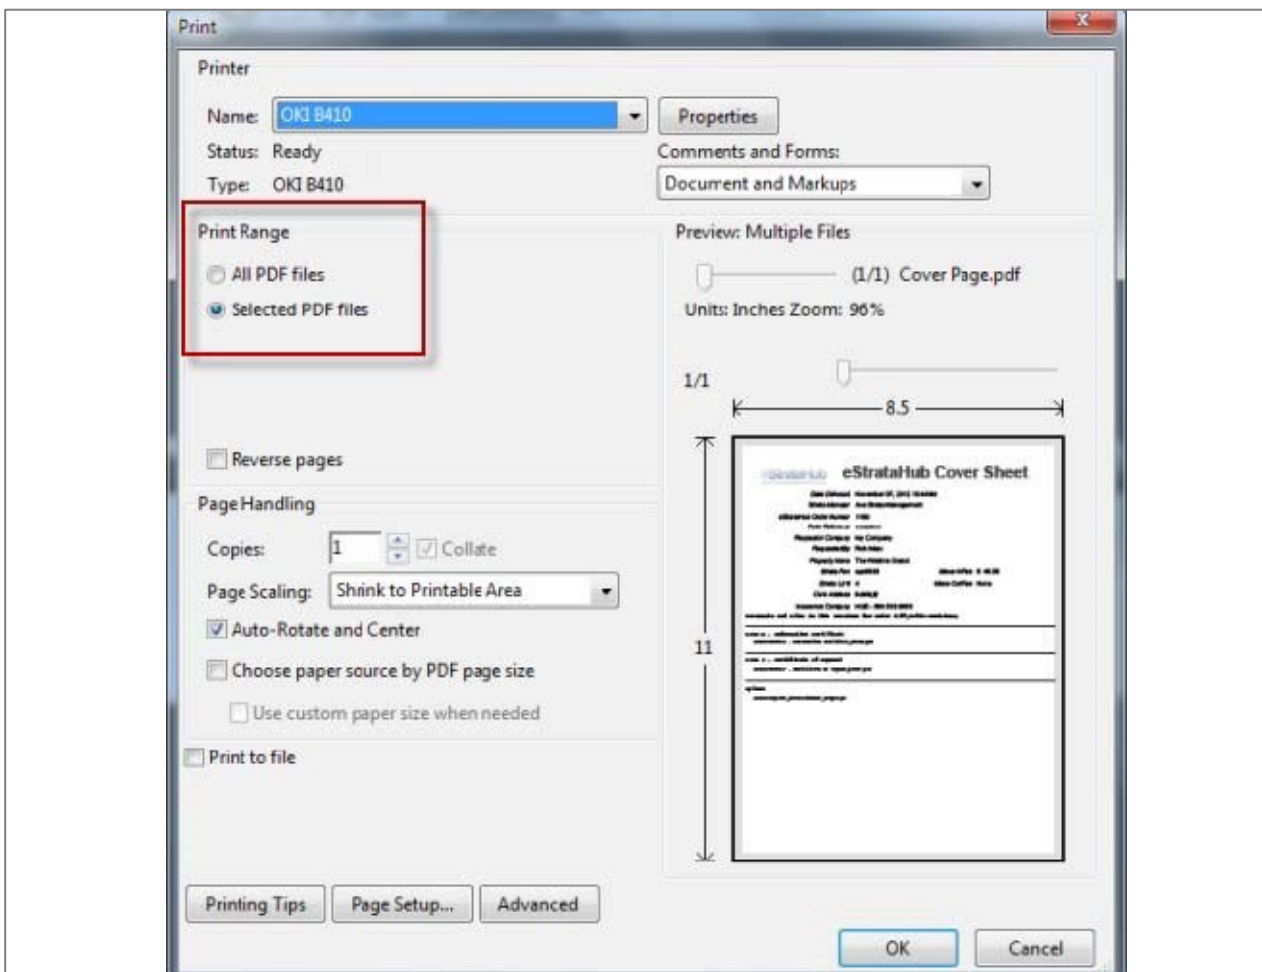 Print
Printer
Name: OKI B410 Properties
Status: Ready Comments and Forms:
Type: OKI B410 Document and Markups
Print Range
All PDF files
Selected PDF files
Reverse pages
Page Handling
Copies: 1 Collate
Page Scaling: Shrink to Printable Area
Auto-Rotate and Center
Choose paper source by PDF page size
Use custom paper size when needed
Print to file
Preview: Multiple Files
(1/1) Cover Page.pdf
Units: Inches Zoom: 96%
1/1
8.5
11
eStrataHub Cover Sheet
Printing Tips Page Setup... Advanced
OK Cancel